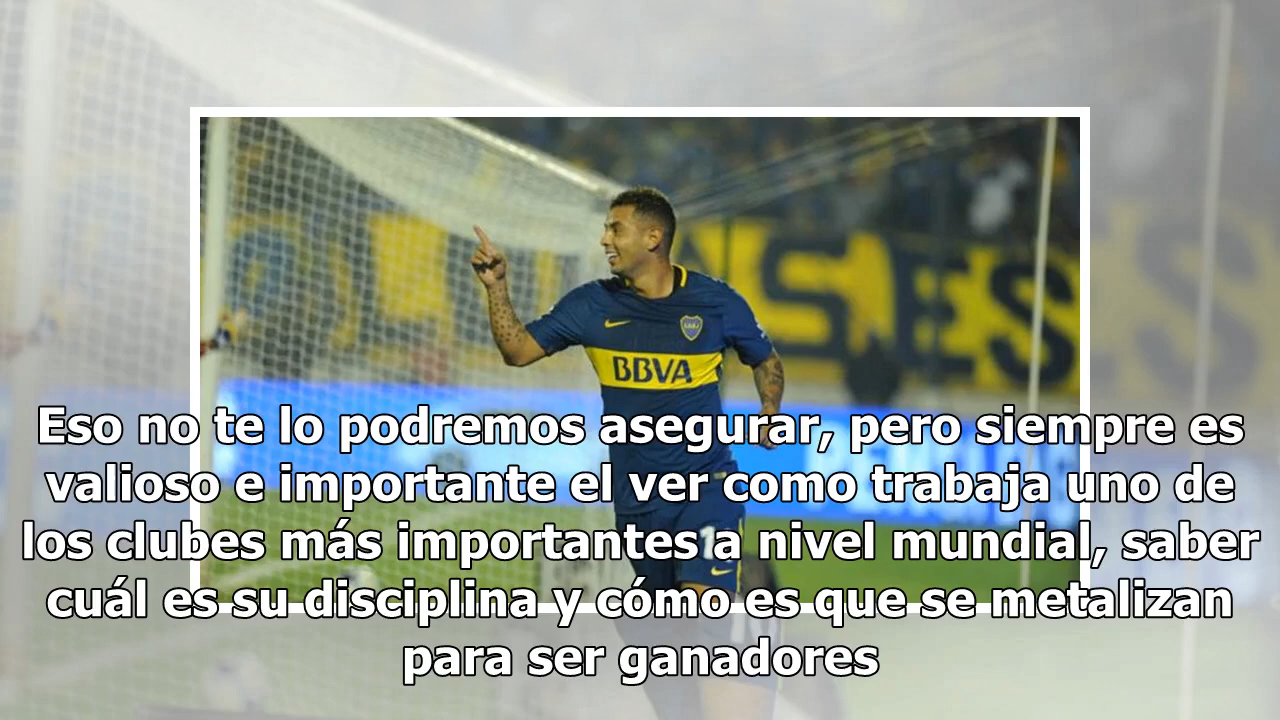 SES
BBVA
Eso no te lo podremos asegurar, pero siempre es
valioso e importante el ver como trabaja uno de
los clubes más importantes a nivel mundial, saber
cuál es su disciplina y cómo es que se metalizan
para ser ganadores